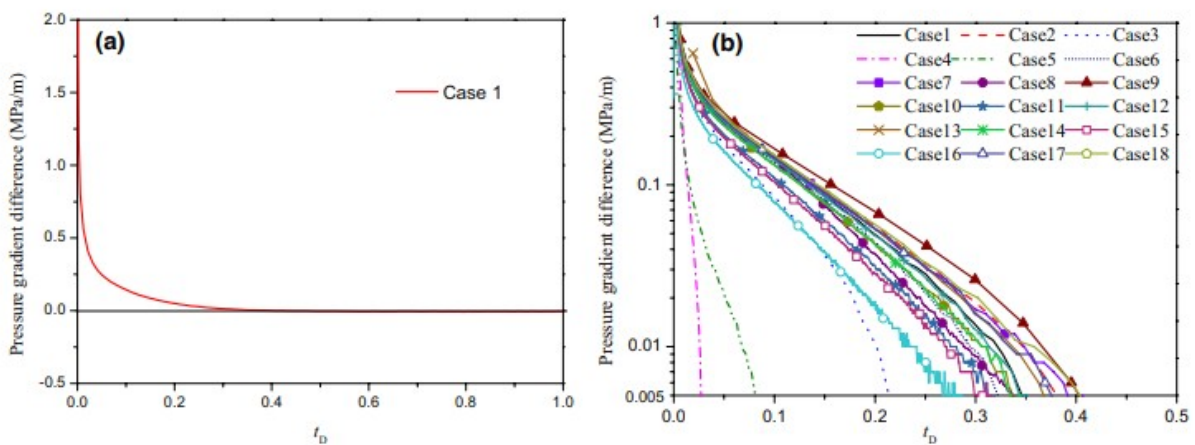 (a)
Case 1
2.0
1.5
1.0
0.5
0.0
-0.5
0.0 0.2 0.4 0.6 0.8 1.0
Pressure gradient difference (MPa/m)
tD
(b)
Case1 Case2 Case3
Case4 Case5 Case6
Case7 Case8 Case9
Case10 Case11 Case12
Case13 Case14 Case15
Case16 Case17 Case18
1
0.1
0.01
0.005
0.0 0.1 0.2 0.3 0.4 0.5
Pressure gradient difference (MPa/m)
tD